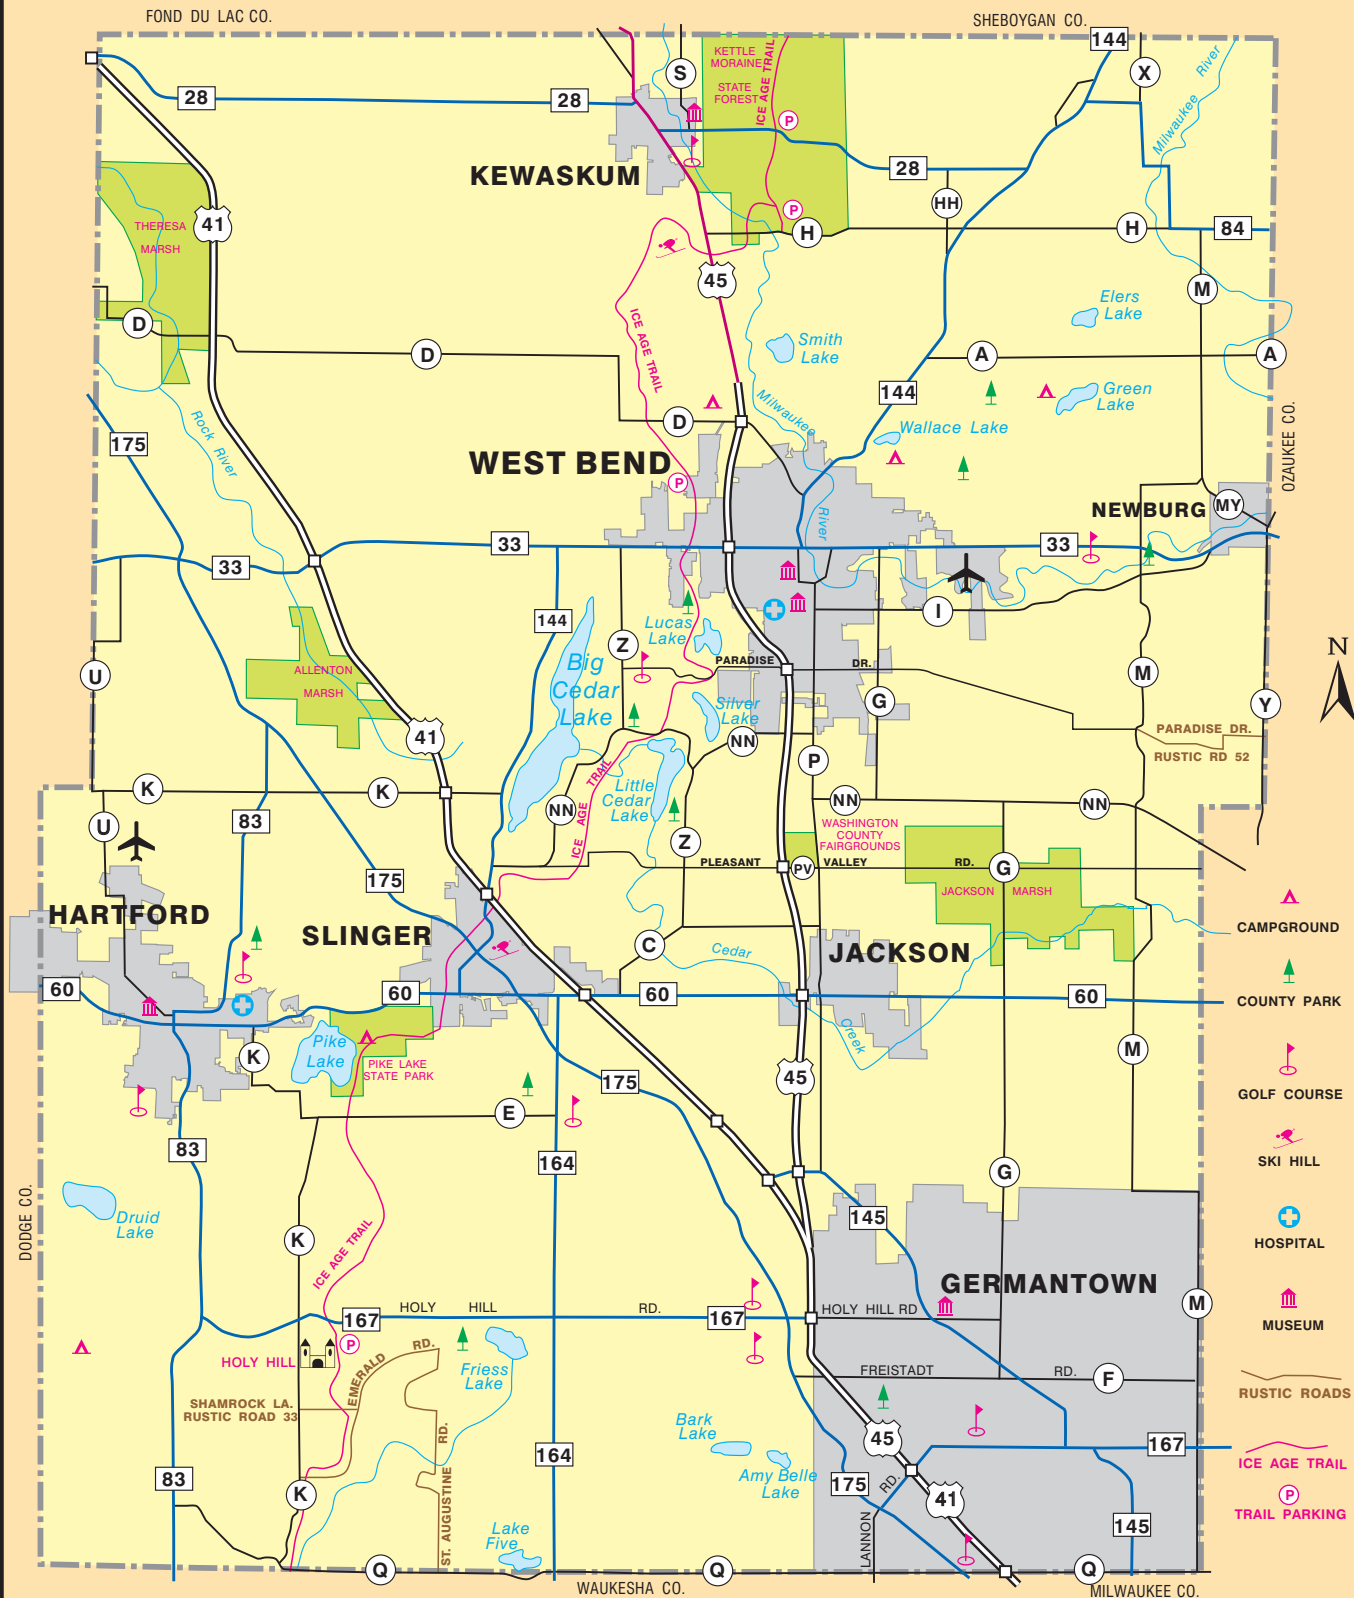 FOND DU LAC CO.
SHEBOYGAN CO.
144
KETTLE
MORAINE
STATE
FOREST
ICE AGE TRAIL
S
X
Milwaukee
River
28
28
P
28
KEWASKUM
HH
P
H
H
84
THERESA
MARSH
41
45
M
Elers
Lake
D
ICE AGE TRAIL
Smith
Lake
D
A
A
144
Green
Lake
Milwaukee
River
D
Wallace Lake
OZAUKEE CO.
175
Rock River
WEST BEND
P
NEWBURG
MY
33
33
33
144
Lucas
Lake
I
Z
U
ALLENTON
MARSH
Big
Cedar
Lake
PARADISE
DR.
M
N
G
Silver
Lake
Y
41
NN
PARADISE DR.
RUSTIC RD 52
P
K
K
ICE AGE TRAIL
Little
Cedar
Lake
NN
NN
NN
83
U
WASHINGTON
COUNTY
FAIRGROUNDS
Z
PLEASANT
PV
VALLEY
RD.
G
175
JACKSON
MARSH
HARTFORD
SLINGER
C
Cedar
Creek
JACKSON
60
60
60
60
Pike
Lake
K
PIKE LAKE
STATE PARK
M
175
45
E
83
164
G
DODGE CO.
Druid
Lake
145
K
ICE AGE TRAIL
GERMANTOWN
M
167
HOLY
HILL
RD.
167
HOLY HILL RD
P
HOLY HILL
EMERALD
RD.
Friess
Lake
FREISTADT
RD.
F
SHAMROCK LA.
RUSTIC ROAD 33
ST. AUGUSTINE
RD.
Bark
Lake
45
167
164
Amy Belle
Lake
83
175
K
RD.
41
LANNON
145
Lake
Five
Q
Q
Q
WAUKESHA CO.
MILWAUKEE CO.
CAMPGROUND
COUNTY PARK
GOLF COURSE
SKI HILL
HOSPITAL
MUSEUM
RUSTIC ROADS
ICE AGE TRAIL
P
TRAIL PARKING